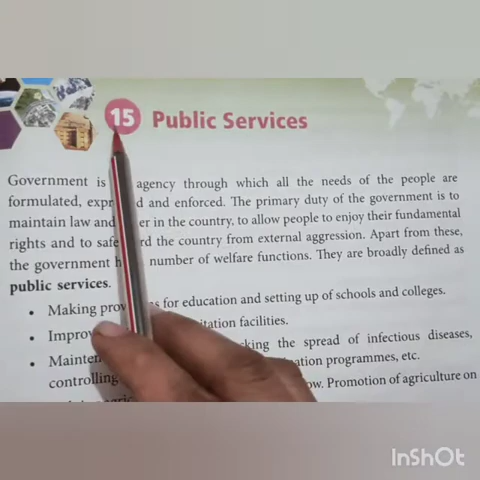 15 Public Services
Government is agency through which all the needs of the people are
formulated, expr d and enforced. The primary duty of the government is to
maintain law and er in the country, to allow people to enjoy their fundamental
rights and to safe rd the country from external aggression. Apart from these,
the government h number of welfare functions. They are broadly defined as
public services.
• Making prov s for education and setting up of schools and colleges.
• Improv itation facilities.
• Mainten king the spread of infectious diseases,
controlling ation programmes, etc.
ow. Promotion of agriculture on
InShOt